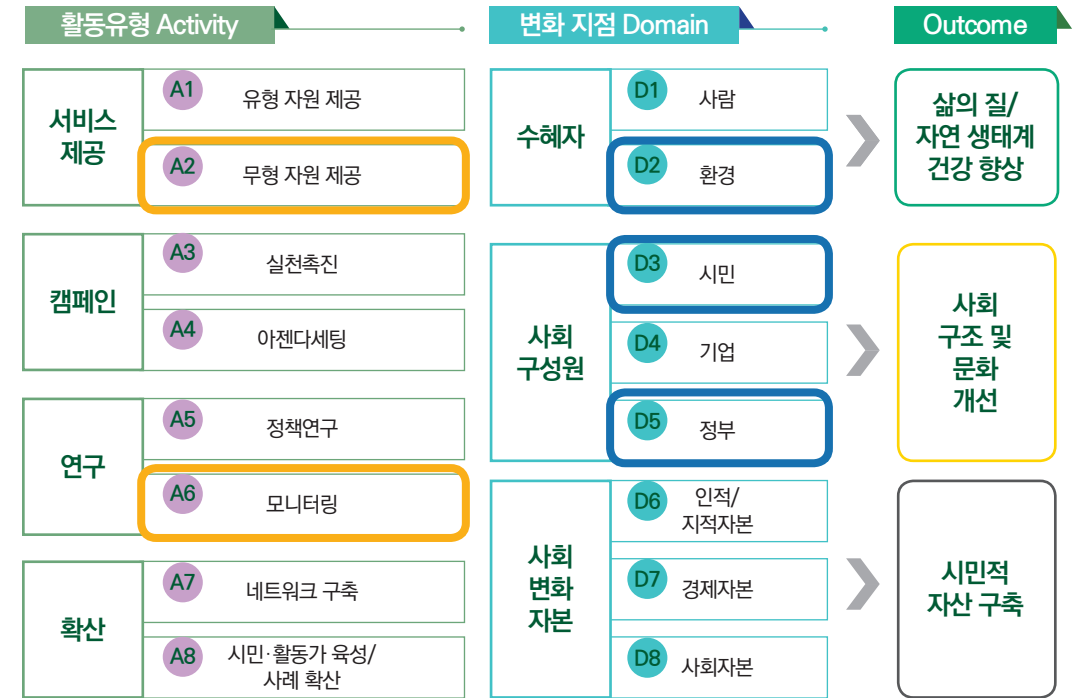 활동유형 Activity
변화 지점 Domain
Outcome
서비스
제공
A1
유형 자원 제공
A2
무형 자원 제공
캠페인
A3
실천촉진
A4
아젠다세팅
연구
A5
정책연구
A6
모니터링
확산
A7
네트워크 구축
A8
시민·활동가 육성/
사례 확산
수혜자
D1
사람
D2
환경
사회
구성원
D3
시민
D4
기업
D5
정부
사회
변화
자본
D6
인적/
지적자본
D7
경제자본
D8
사회자본
삶의 질/
자연 생태계
건강 향상
사회
구조 및
문화
개선
시민적
자산 구축